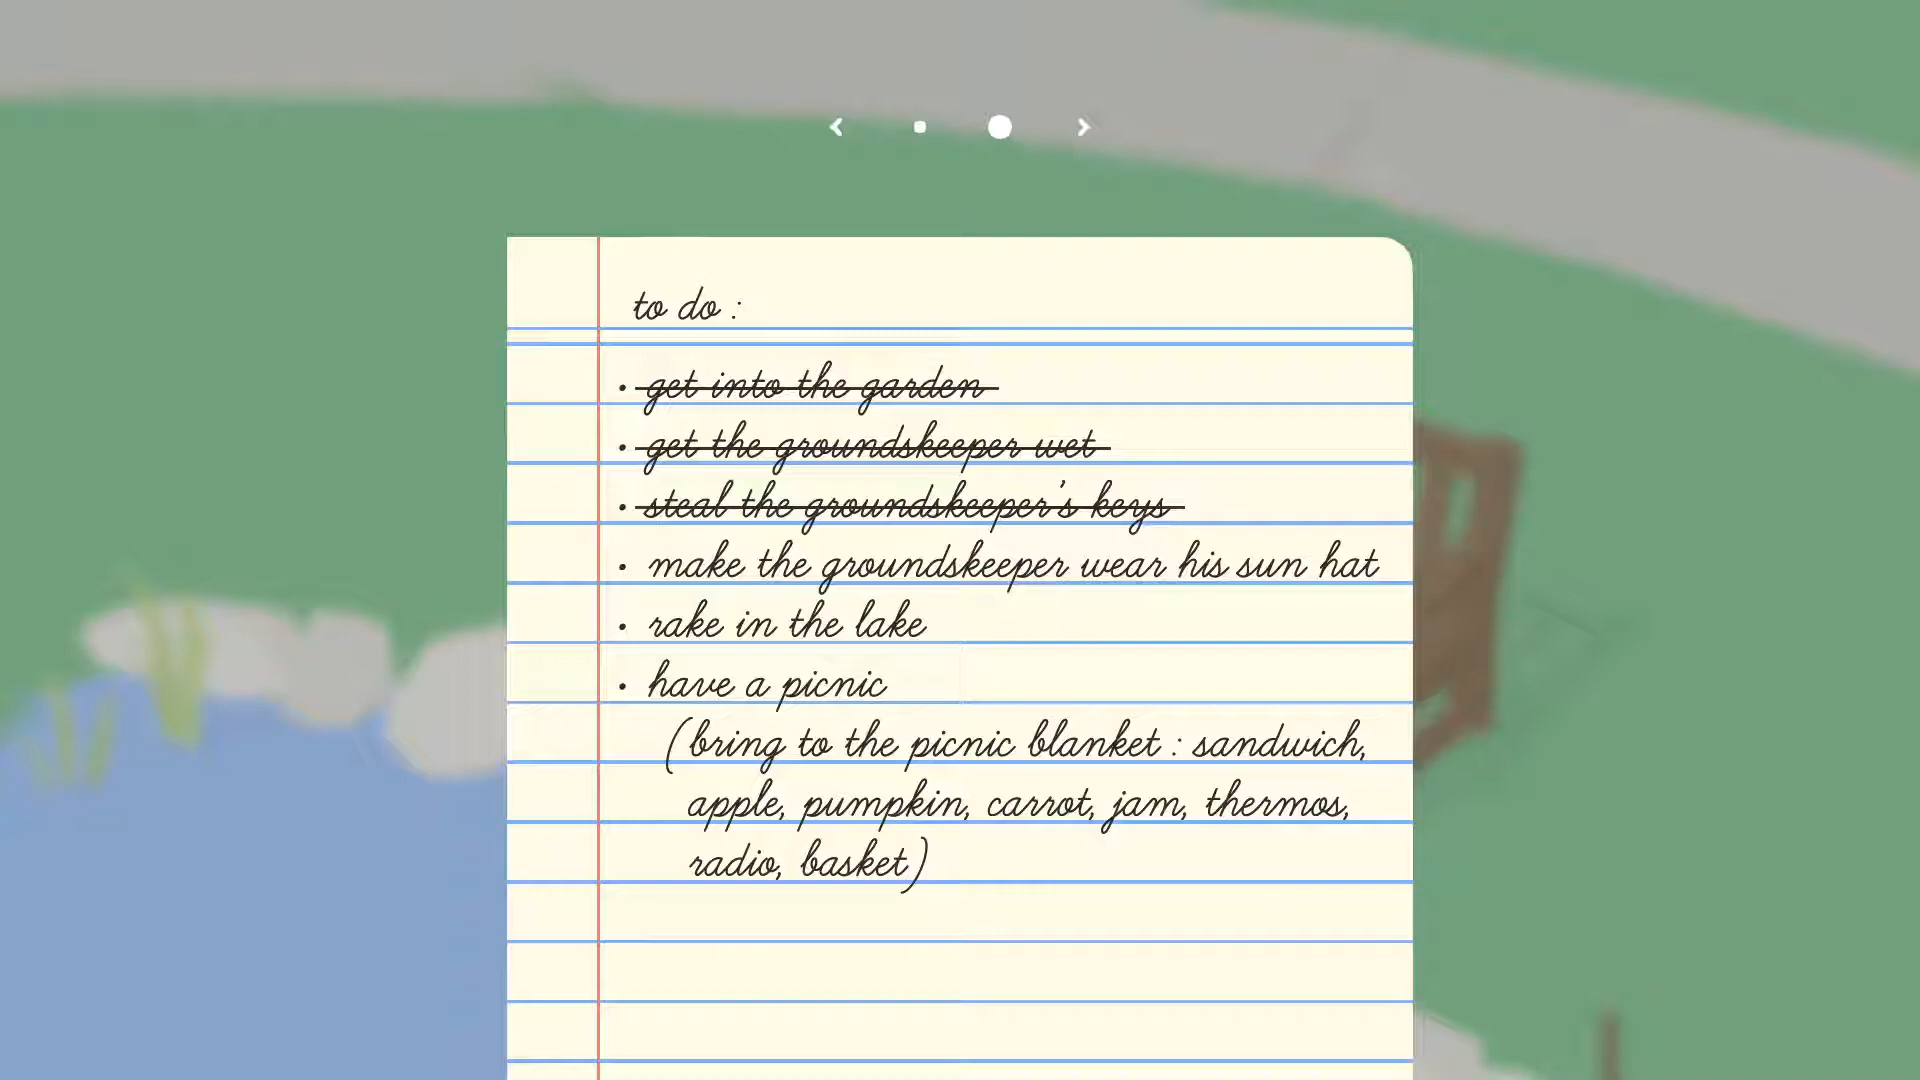 to do :
• get into the garden
• get the groundskeeper wet
• steal the groundskeeper's keys
• make the groundskeeper wear his sun hat
• rake in the lake
• have a picnic
(bring to the picnic blanket : sandwich,
apple, pumpkin, carrot, jam, thermos,
radio, basket)